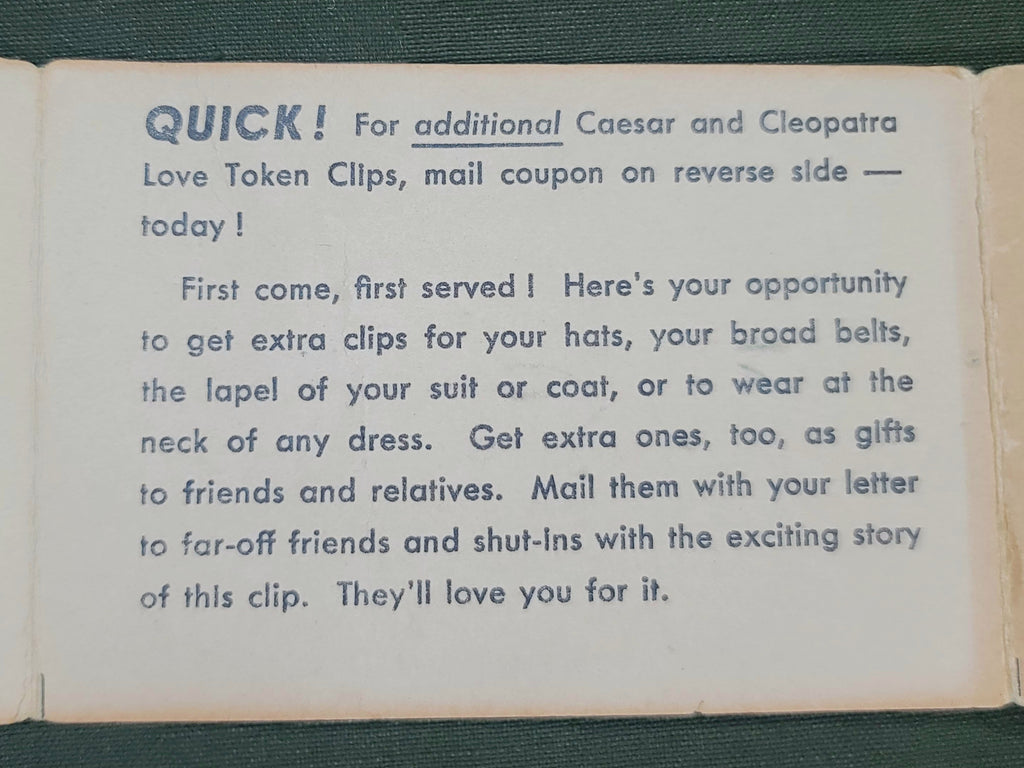 QUICK! For additional Caesar and Cleopatra
Love Token Clips, mail coupon on reverse side —
today!
First come, first served! Here's your opportunity
to get extra clips for your hats, your broad belts,
the lapel of your suit or coat, or to wear at the
neck of any dress. Get extra ones, too, as gifts
to friends and relatives. Mail them with your letter
to far-off friends and shut-ins with the exciting story
of this clip. They'll love you for it.